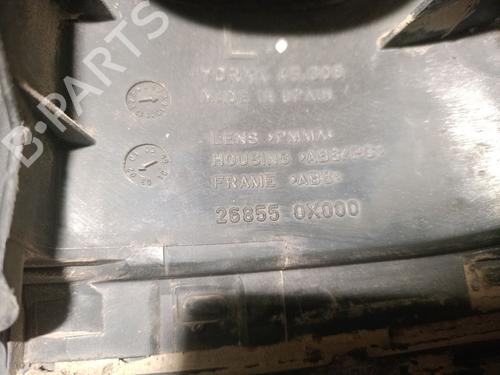 L
MADE IN SPAIN
LENS >PMMA<
HOUSING >ABS/PC<
FRAME >ABS<
26855 0X000
B-PARTS